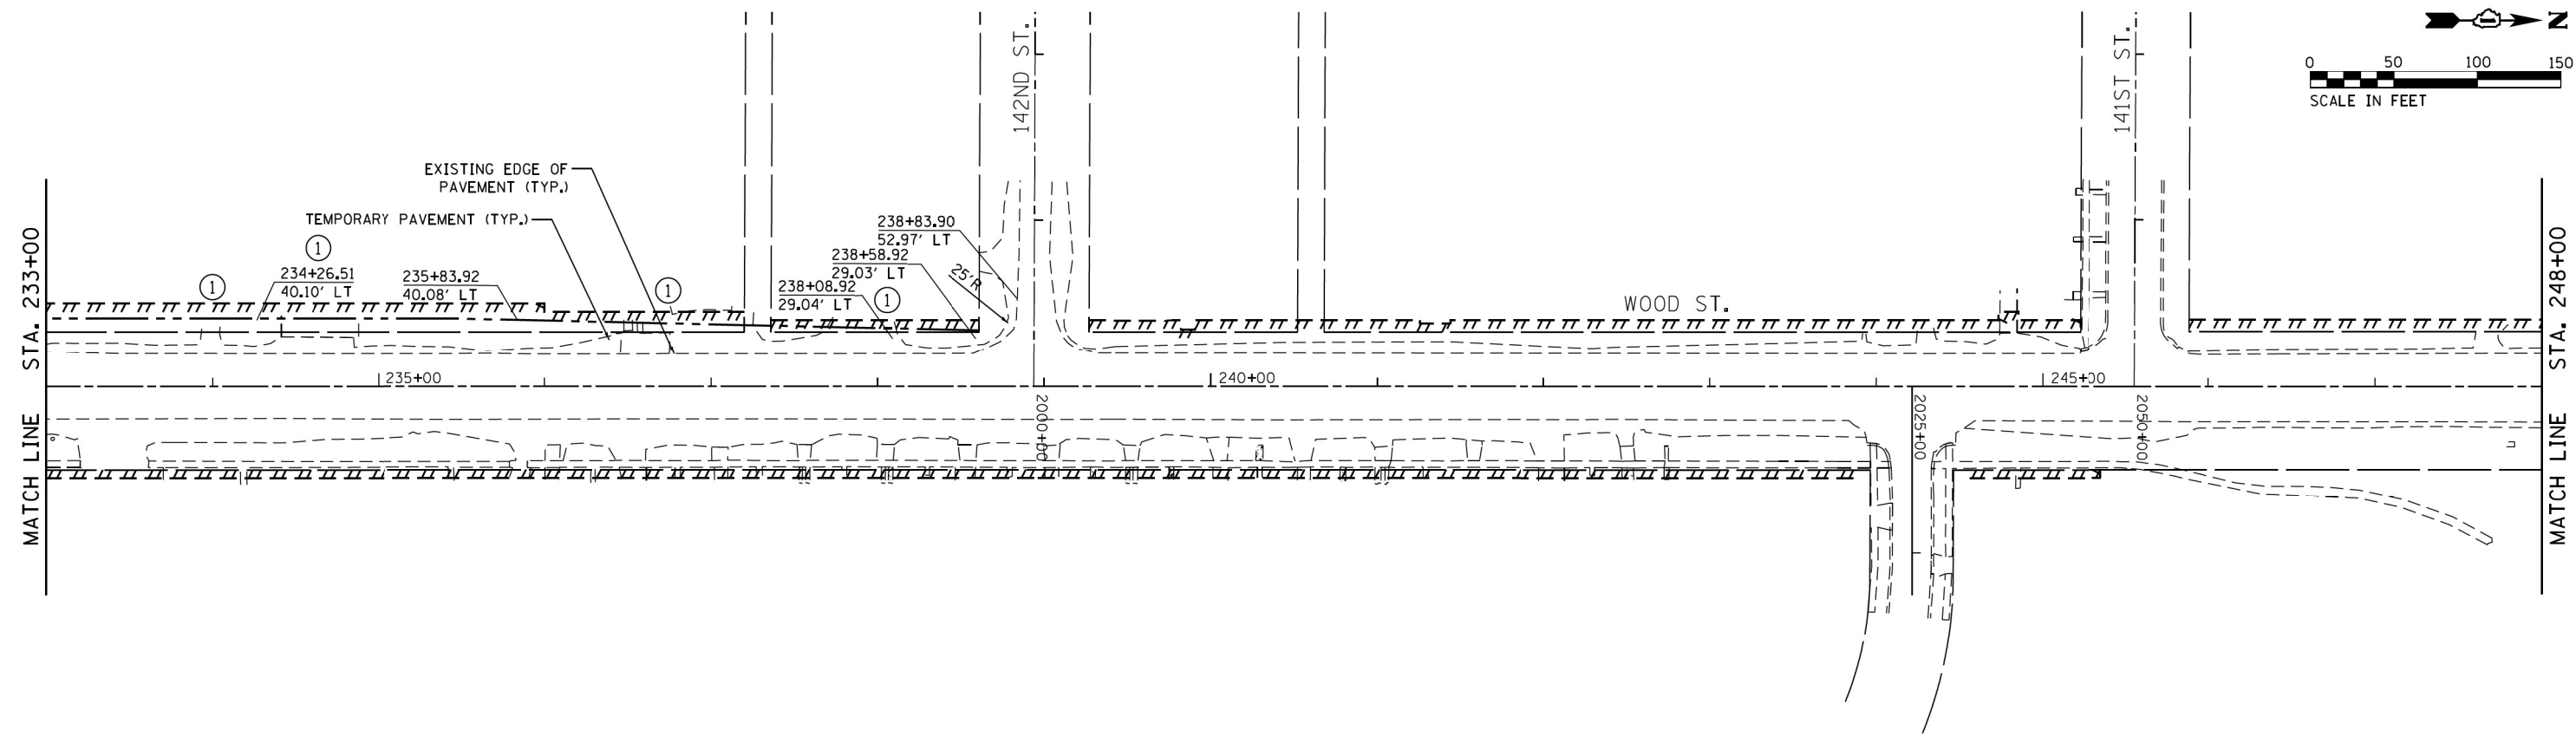 142ND ST.
141ST ST.
N
0 50 100 150
SCALE IN FEET
EXISTING EDGE OF
PAVEMENT (TYP.)
TEMPORARY PAVEMENT (TYP.)
238+83.90
52.97' LT
238+58.92
29.03' LT
25'R
1
234+26.51
40.10' LT
235+83.92
40.08' LT
1
1
238+08.92
29.04' LT
1
WOOD ST.
235+00
240+00
245+00
2000+00
2025+00
2050+00
MATCH LINE STA. 233+00
MATCH LINE STA. 248+00